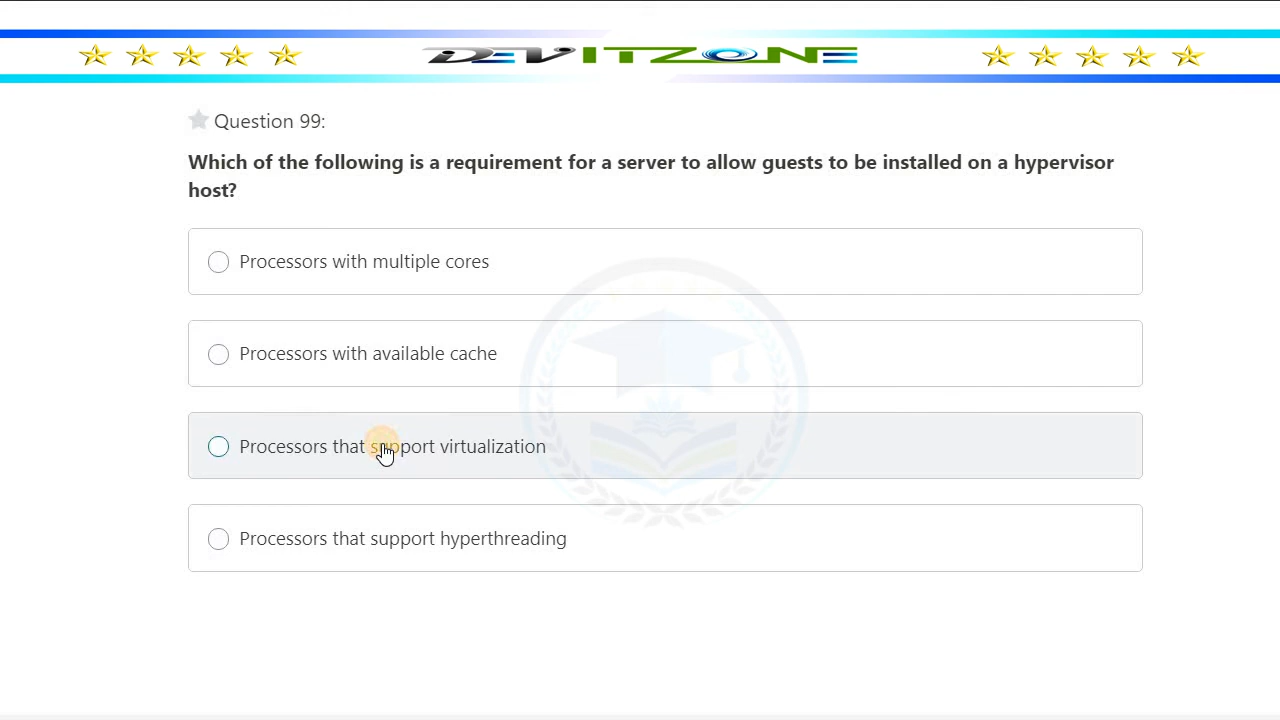 DEVITZONE
Question 99:
Which of the following is a requirement for a server to allow guests to be installed on a hypervisor
host?
Processors with multiple cores
Processors with available cache
Processors that support virtualization
Processors that support hyperthreading